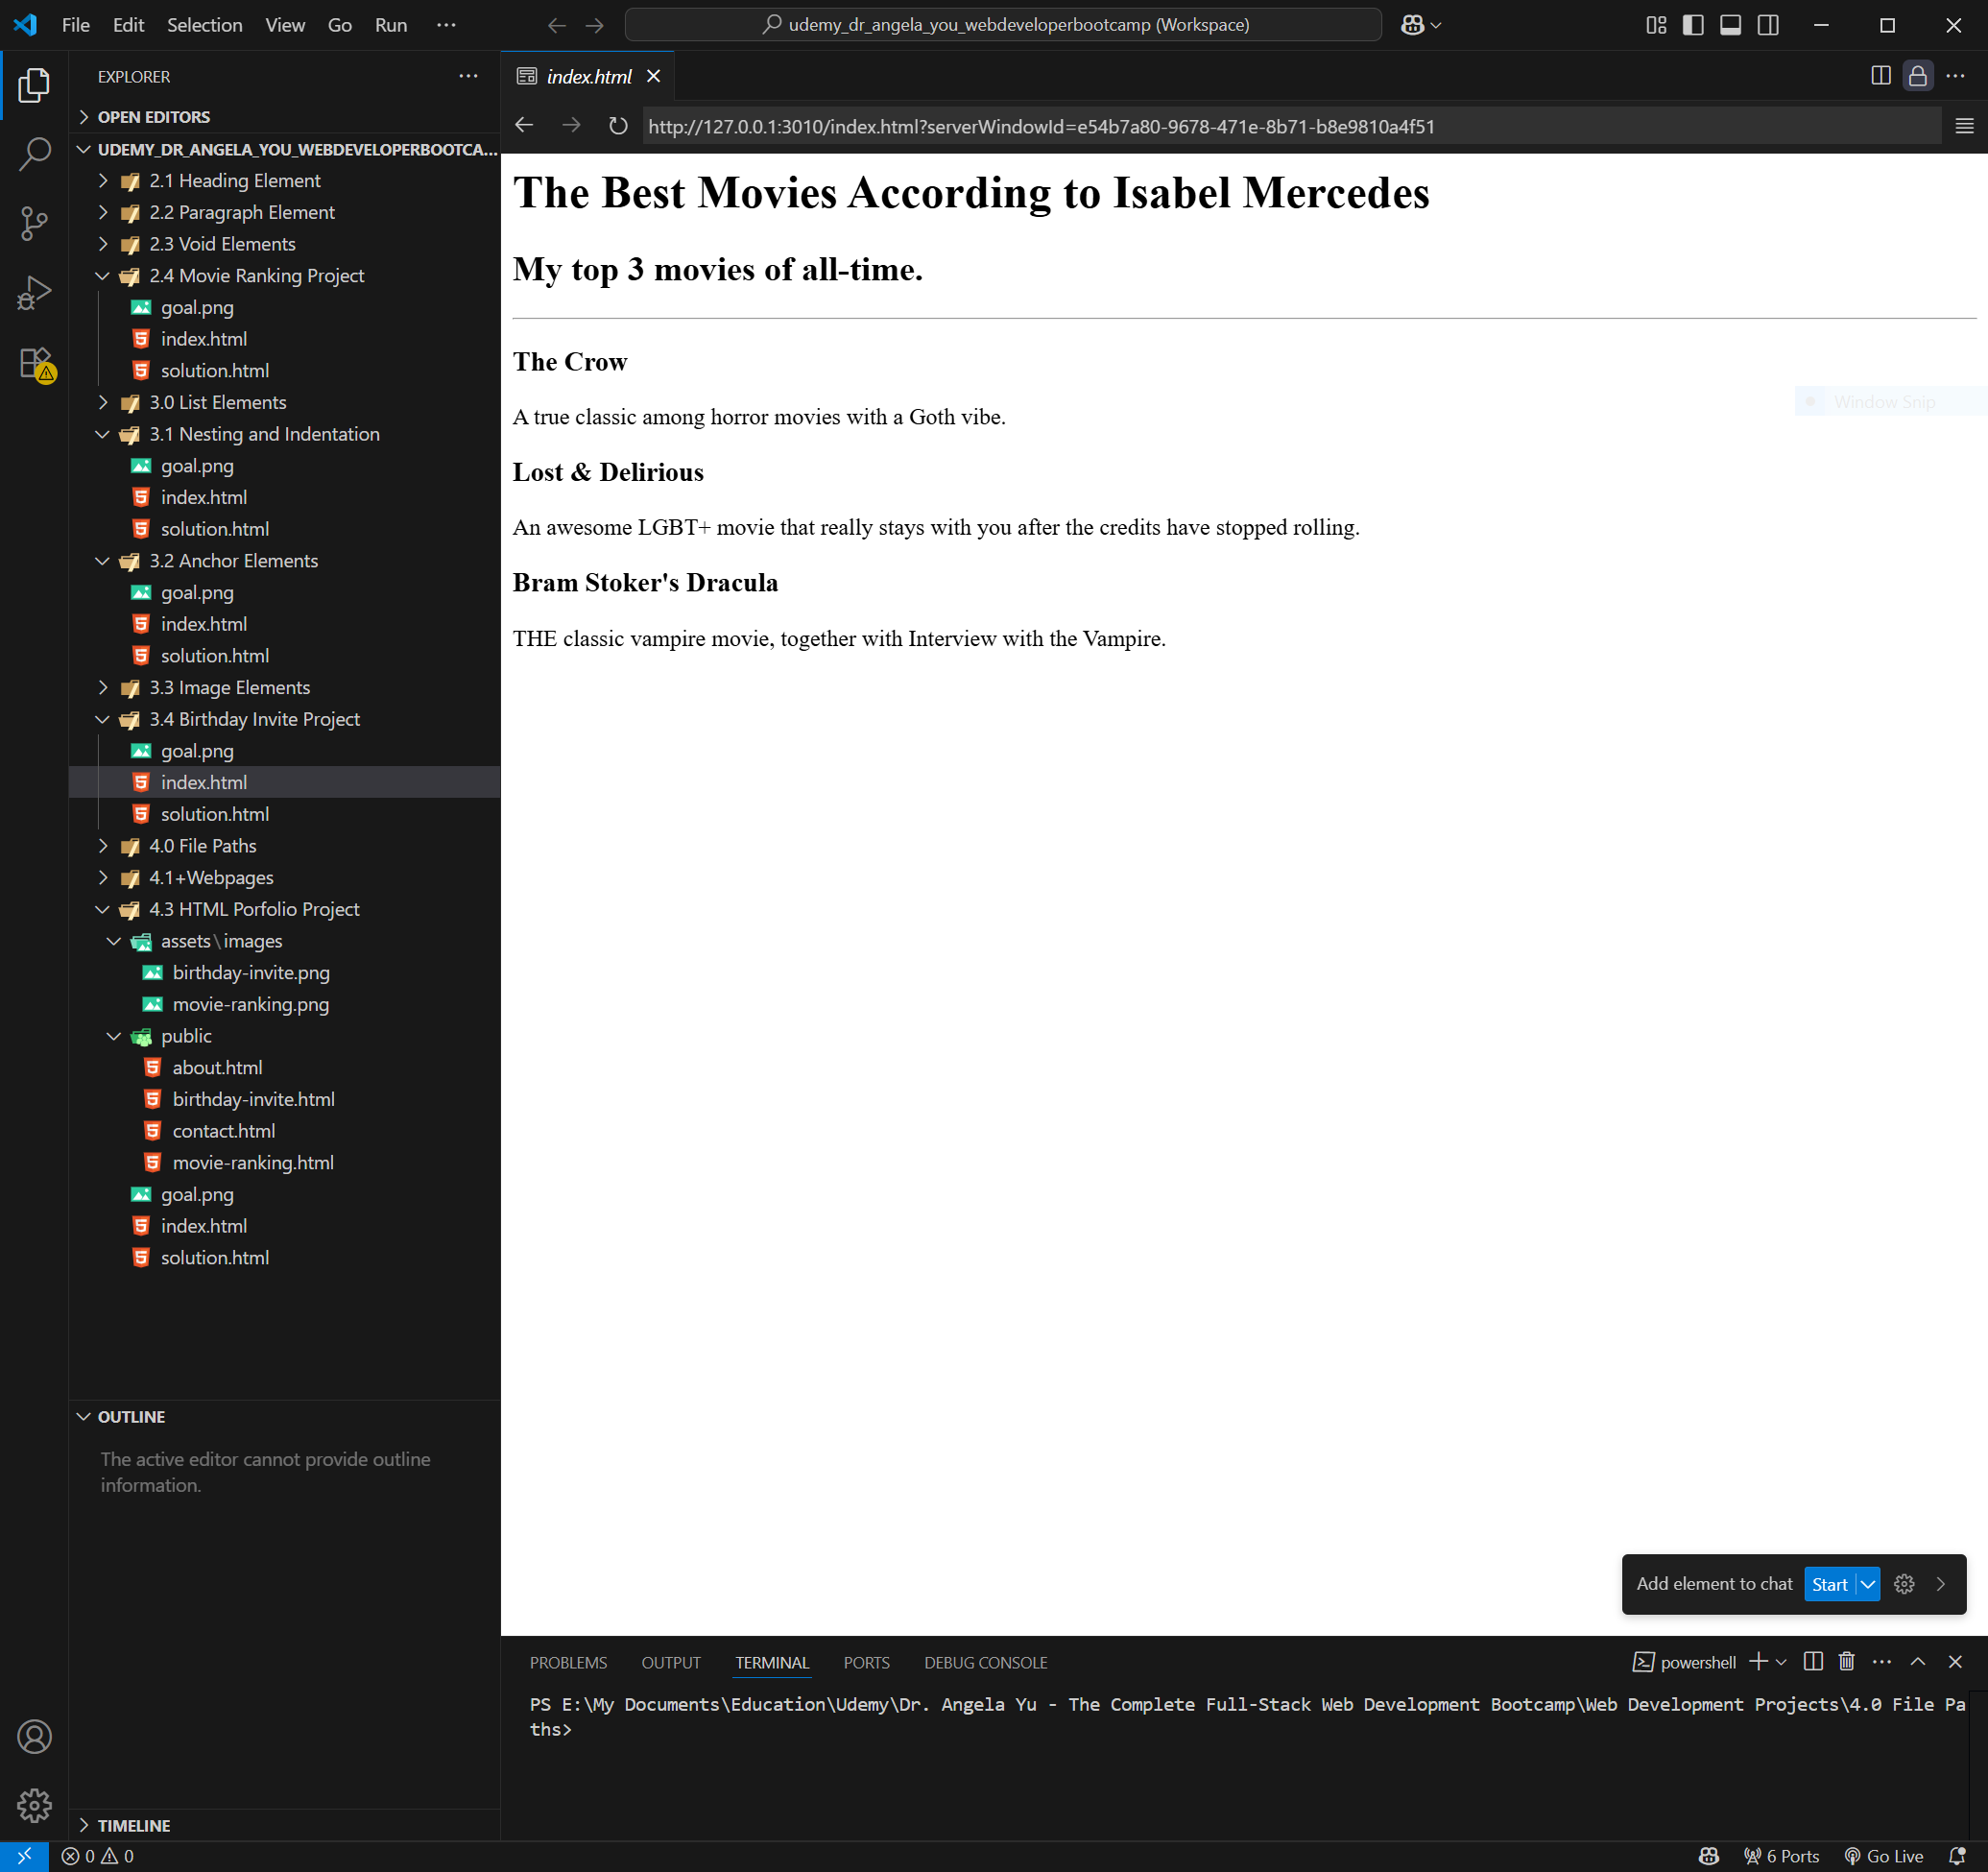 File Edit Selection View Go Run ···
udemy_dr_angela_you_webdeveloperbootcamp (Workspace)
EXPLORER
OPEN EDITORS
UDEMY_DR_ANGELA_YOU_WEBDEVELOPERBOOTCA...
2.1 Heading Element
2.2 Paragraph Element
2.3 Void Elements
2.4 Movie Ranking Project
goal.png
index.html
solution.html
3.0 List Elements
3.1 Nesting and Indentation
goal.png
index.html
solution.html
3.2 Anchor Elements
goal.png
index.html
solution.html
3.3 Image Elements
3.4 Birthday Invite Project
goal.png
index.html
solution.html
4.0 File Paths
4.1+Webpages
4.3 HTML Porfolio Project
assets\images
birthday-invite.png
movie-ranking.png
public
about.html
birthday-invite.html
contact.html
movie-ranking.html
goal.png
index.html
solution.html
OUTLINE
The active editor cannot provide outline
information.
TIMELINE
index.html
http://127.0.0.1:3010/index.html?serverWindowId=e54b7a80-9678-471e-8b71-b8e9810a4f51
The Best Movies According to Isabel Mercedes
My top 3 movies of all-time.
The Crow
A true classic among horror movies with a Goth vibe.
Window Snip
Lost & Delirious
An awesome LGBT+ movie that really stays with you after the credits have stopped rolling.
Bram Stoker's Dracula
THE classic vampire movie, together with Interview with the Vampire.
Add element to chat Start
PROBLEMS OUTPUT TERMINAL PORTS DEBUG CONSOLE
powershell
PS E:\My Documents\Education\Udemy\Dr. Angela Yu - The Complete Full-Stack Web Development Bootcamp\Web Development Projects\4.0 File Pa
ths>
0 0
6 Ports Go Live